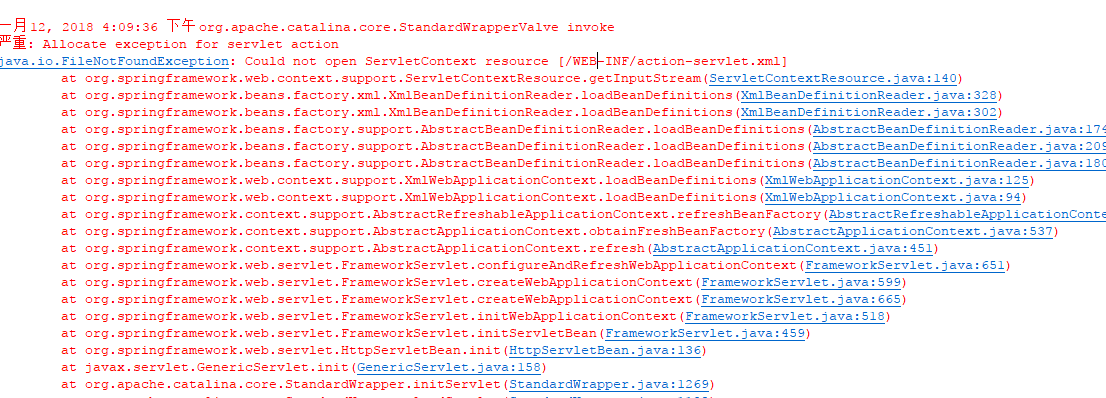 一月12, 2018 4:09:36 下午 org.apache.catalina.core.StandardWrapperValve invoke
严重: Allocate exception for servlet action
java.io.FileNotFoundException: Could not open ServletContext resource [/WEB-INF/action-servlet.xml]
at org.springframework.web.context.support.ServletContextResource.getInputStream(ServletContextResource.java:140)
at org.springframework.beans.factory.xml.XmlBeanDefinitionReader.loadBeanDefinitions(XmlBeanDefinitionReader.java:328)
at org.springframework.beans.factory.xml.XmlBeanDefinitionReader.loadBeanDefinitions(XmlBeanDefinitionReader.java:302)
at org.springframework.beans.factory.support.AbstractBeanDefinitionReader.loadBeanDefinitions(AbstractBeanDefinitionReader.java:174
at org.springframework.beans.factory.support.AbstractBeanDefinitionReader.loadBeanDefinitions(AbstractBeanDefinitionReader.java:209
at org.springframework.beans.factory.support.AbstractBeanDefinitionReader.loadBeanDefinitions(AbstractBeanDefinitionReader.java:180
at org.springframework.web.context.support.XmlWebApplicationContext.loadBeanDefinitions(XmlWebApplicationContext.java:125)
at org.springframework.web.context.support.XmlWebApplicationContext.loadBeanDefinitions(XmlWebApplicationContext.java:94)
at org.springframework.context.support.AbstractRefreshableApplicationContext.refreshBeanFactory(AbstractRefreshableApplicationConte
at org.springframework.context.support.AbstractApplicationContext.obtainFreshBeanFactory(AbstractApplicationContext.java:537)
at org.springframework.context.support.AbstractApplicationContext.refresh(AbstractApplicationContext.java:451)
at org.springframework.web.servlet.FrameworkServlet.configureAndRefreshWebApplicationContext(FrameworkServlet.java:651)
at org.springframework.web.servlet.FrameworkServlet.createWebApplicationContext(FrameworkServlet.java:599)
at org.springframework.web.servlet.FrameworkServlet.createWebApplicationContext(FrameworkServlet.java:665)
at org.springframework.web.servlet.FrameworkServlet.initWebApplicationContext(FrameworkServlet.java:518)
at org.springframework.web.servlet.FrameworkServlet.initServletBean(FrameworkServlet.java:459)
at org.springframework.web.servlet.HttpServletBean.init(HttpServletBean.java:136)
at javax.servlet.GenericServlet.init(GenericServlet.java:158)
at org.apache.catalina.core.StandardWrapper.initServlet(StandardWrapper.java:1269)